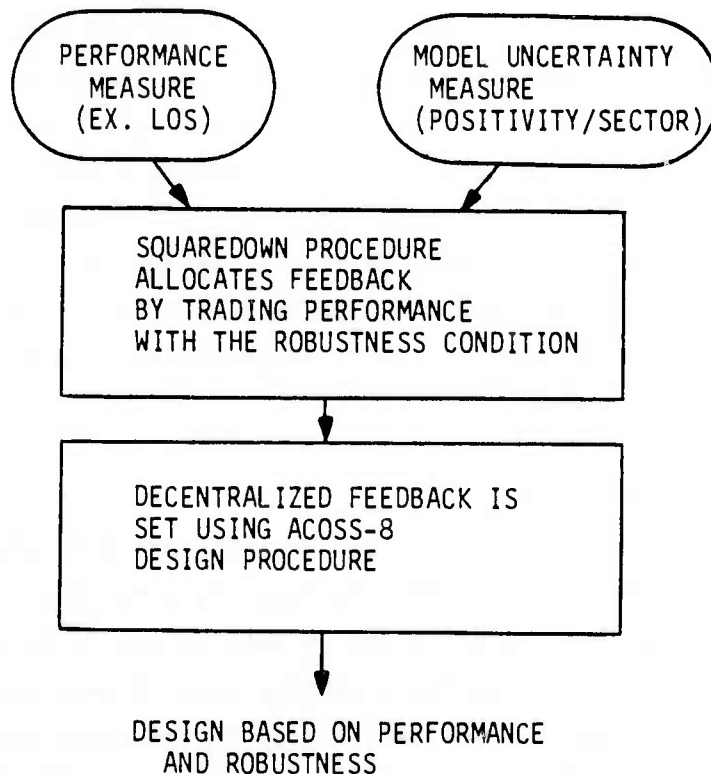 PERFORMANCE
MEASURE
(EX. LOS)
MODEL UNCERTAINTY
MEASURE
(POSITIVITY/SECTOR)
SQUAREDOWN PROCEDURE
ALLOCATES FEEDBACK
BY TRADING PERFORMANCE
WITH THE ROBUSTNESS CONDITION
DECENTRALIZED FEEDBACK IS
SET USING ACOSS-8
DESIGN PROCEDURE
DESIGN BASED ON PERFORMANCE
AND ROBUSTNESS